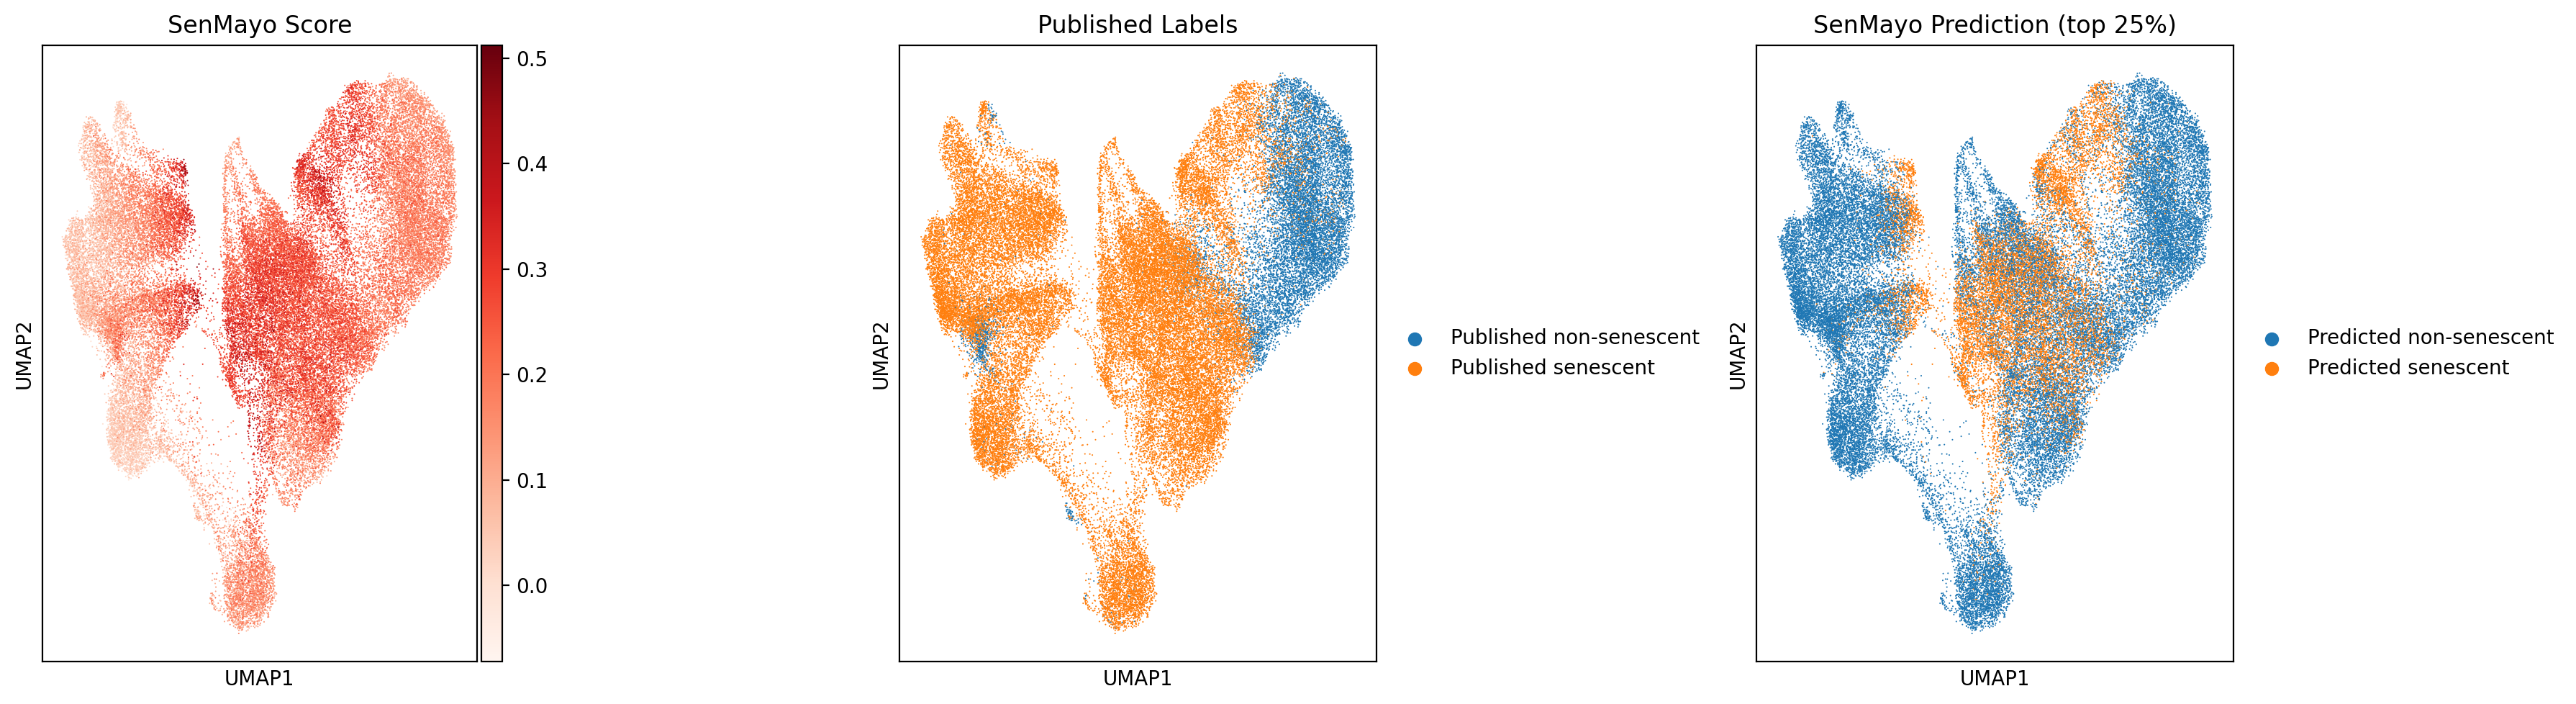 SenMayo Score
UMAP2
UMAP1
0.5
0.4
0.3
0.2
0.1
0.0
Published Labels
UMAP2
UMAP1
Published non-senescent
Published senescent
SenMayo Prediction (top 25%)
UMAP2
UMAP1
Predicted non-senescent
Predicted senescent